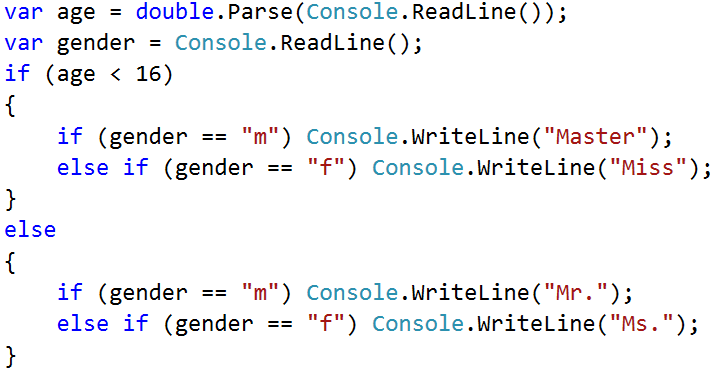 var age = double.Parse(Console.ReadLine());
var gender = Console.ReadLine();
if (age < 16)
{
    if (gender == "m") Console.WriteLine("Master");
    else if (gender == "f") Console.WriteLine("Miss");
}
else
{
    if (gender == "m") Console.WriteLine("Mr.");
    else if (gender == "f") Console.WriteLine("Ms.");
}